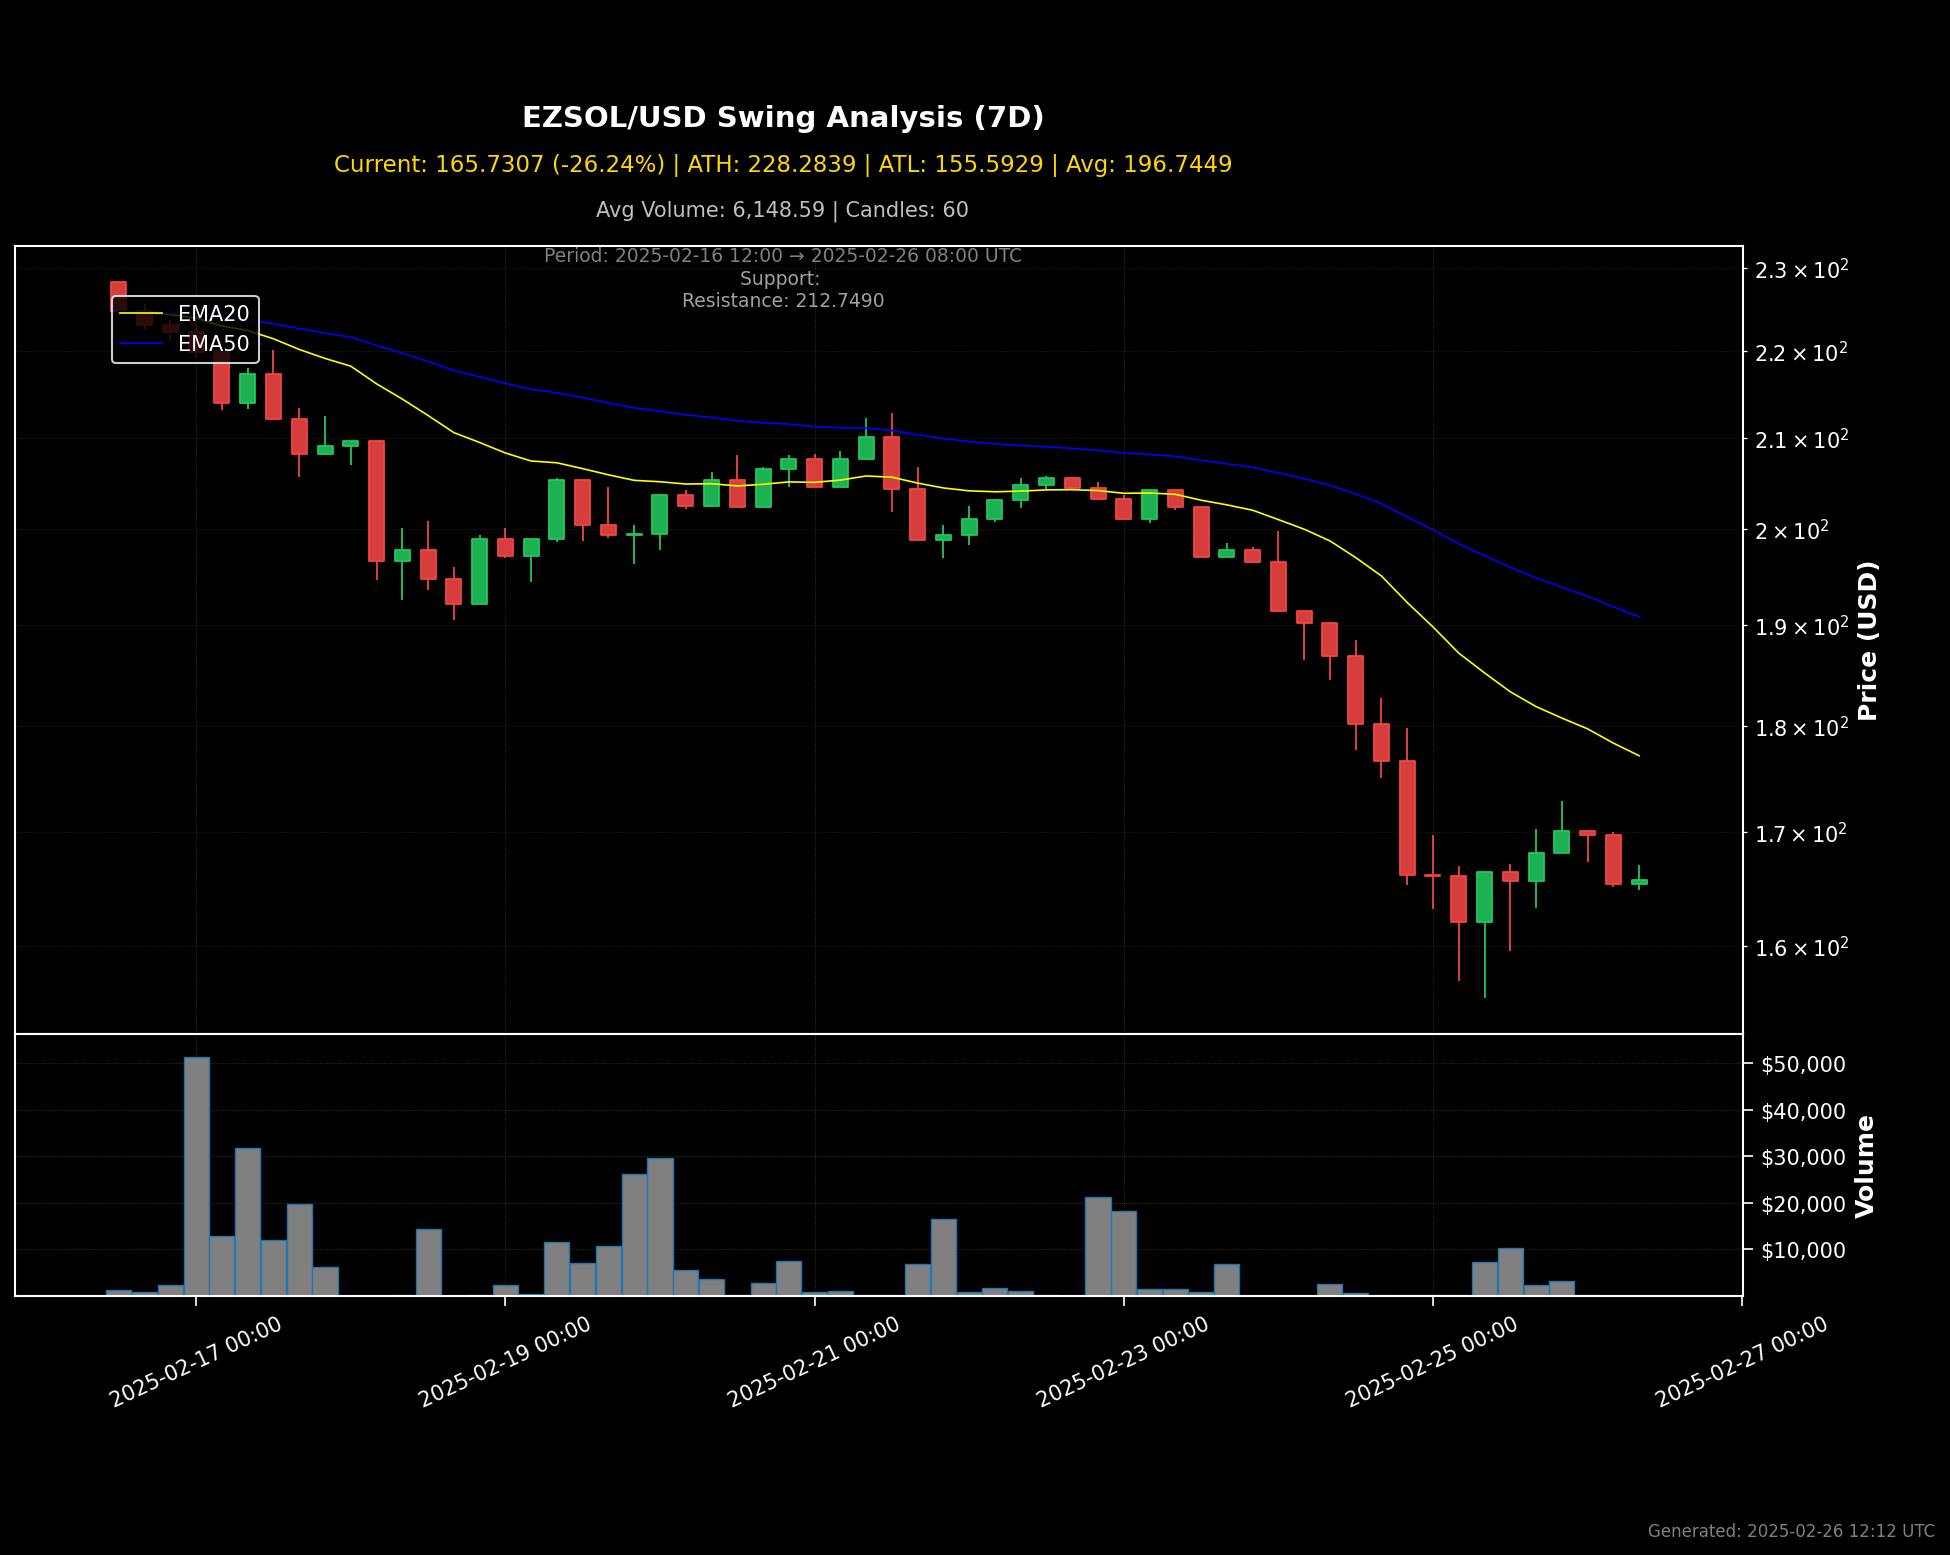 EZSOL/USD Swing Analysis (7D)
Current: 165.7307 (-26.24%) | ATH: 228.2839 | ATL: 155.5929 | Avg: 196.7449
Avg Volume: 6,148.59 | Candles: 60
Period: 2025-02-16 12:00 → 2025-02-26 08:00 UTC
Support:
Resistance: 212.7490
EMA20
EMA50
2.3 × 10²
2.2 × 10²
2.1 × 10²
2 × 10²
1.9 × 10²
1.8 × 10²
1.7 × 10²
1.6 × 10²
Price (USD)
$50,000
$40,000
$30,000
$20,000
$10,000
Volume
2025-02-17 00:00
2025-02-19 00:00
2025-02-21 00:00
2025-02-23 00:00
2025-02-25 00:00
2025-02-27 00:00
Generated: 2025-02-26 12:12 UTC